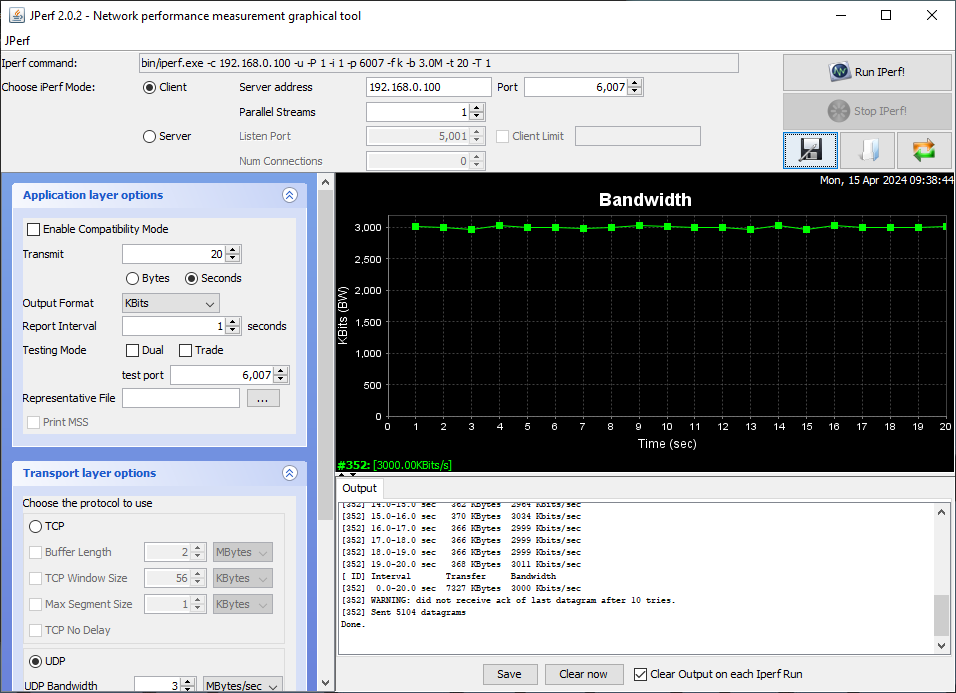 JPerf 2.0.2 - Network performance measurement graphical tool
JPerf
Iperf command: bin/iperf.exe -c 192.168.0.100 -u -P 1 -i 1 -p 6007 -f k -b 3.0M -t 20 -T 1
Run IPerf!
Choose iPerf Mode: Client Server address 192.168.0.100 Port 6,007
Parallel Streams 1
Stop IPerf!
Server Listen Port 5,001 Client Limit
Num Connections 0
Application layer options
Enable Compatibility Mode
Transmit 20
Bytes Seconds
Output Format KBits
Report Interval 1 seconds
Testing Mode Dual Trade
test port 6,007
Representative File ...
Print MSS
Transport layer options
Choose the protocol to use
TCP
Buffer Length 2 MBytes
TCP Window Size 56 KBytes
Max Segment Size 1 KBytes
TCP No Delay
UDP
UDP Bandwidth 3 MBytes/sec
Mon, 15 Apr 2024 09:38:44
Bandwidth
KBits (BW)
3,000
2,500
2,000
1,500
1,000
500
0
0 1 2 3 4 5 6 7 8 9 10 11 12 13 14 15 16 17 18 19 20
Time (sec)
#352: [3000.00KBits/s]
Output
[352] 14.0-15.0 sec 362 KBytes 2964 Kbits/sec
[352] 15.0-16.0 sec 370 KBytes 3034 Kbits/sec
[352] 16.0-17.0 sec 366 KBytes 2999 Kbits/sec
[352] 17.0-18.0 sec 366 KBytes 2999 Kbits/sec
[352] 18.0-19.0 sec 366 KBytes 2999 Kbits/sec
[352] 19.0-20.0 sec 368 KBytes 3011 Kbits/sec
[ ID] Interval Transfer Bandwidth
[352] 0.0-20.0 sec 7327 KBytes 3000 Kbits/sec
[352] WARNING: did not receive ack of last datagram after 10 tries.
[352] Sent 5104 datagrams
Done.
Save Clear now Clear Output on each Iperf Run